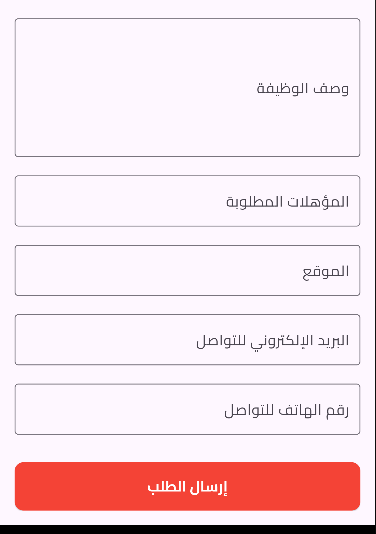 وصف الوظيفة
المؤهلات المطلوبة
الموقع
البريد الإلكتروني للتواصل
رقم الهاتف للتواصل
إرسال الطلب